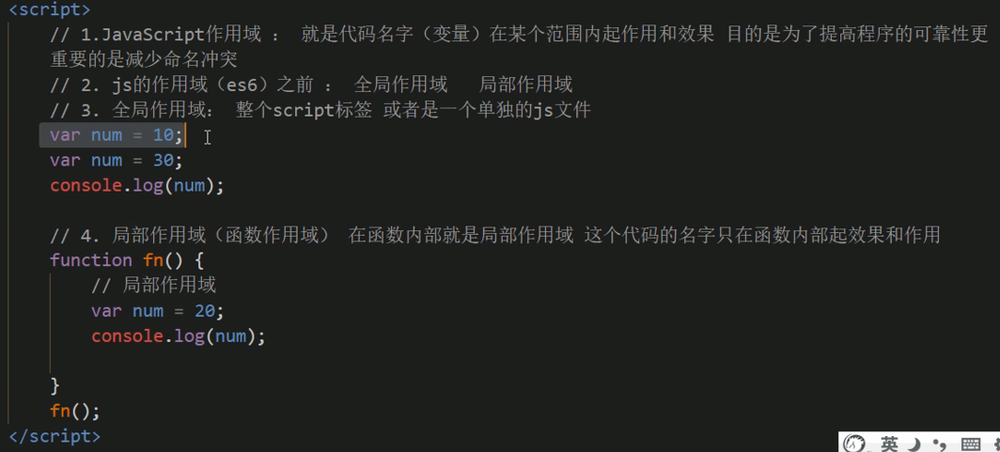 <script>
// 1.JavaScript作用域 ： 就是代码名字（变量）在某个范围内起作用和效果 目的是为了提高程序的可靠性更
重要的是减少命名冲突
// 2. js的作用域（es6）之前 ： 全局作用域   局部作用域
// 3. 全局作用域： 整个script标签 或者是一个单独的js文件
var num = 10;
var num = 30;
console.log(num);
// 4. 局部作用域（函数作用域） 在函数内部就是局部作用域 这个代码的名字只在函数内部起效果和作用
function fn() {
// 局部作用域
var num = 20;
console.log(num);
}
fn();
</script>
英